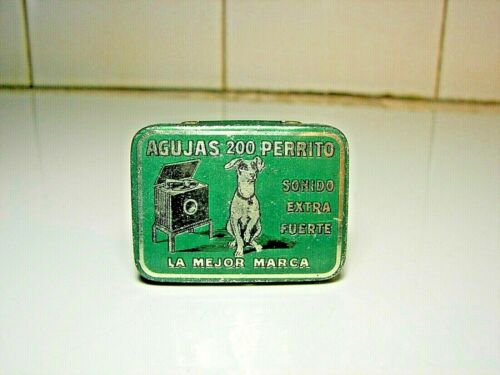 AGUJAS 200 PERRITO
SONIDO
EXTRA
FUERTE
LA MEJOR MARCA